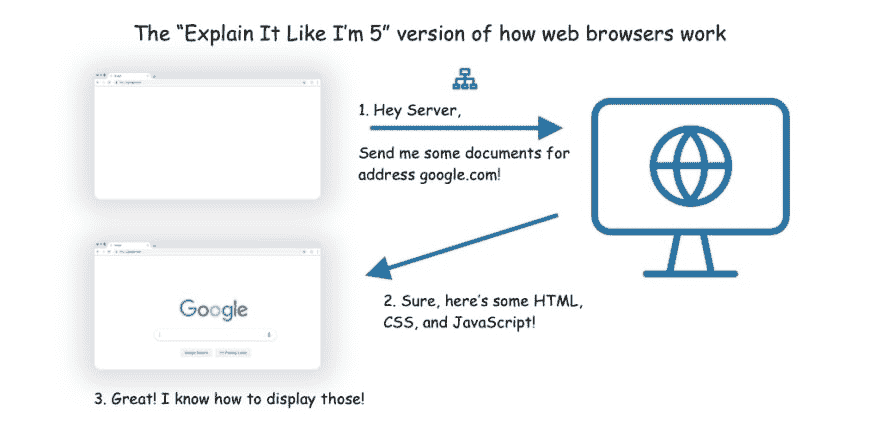 The “Explain It Like I’m 5” version of how web browsers work
1. Hey Server,
Send me some documents for
address google.com!
Google
2. Sure, here’s some HTML,
CSS, and JavaScript!
3. Great! I know how to display those!